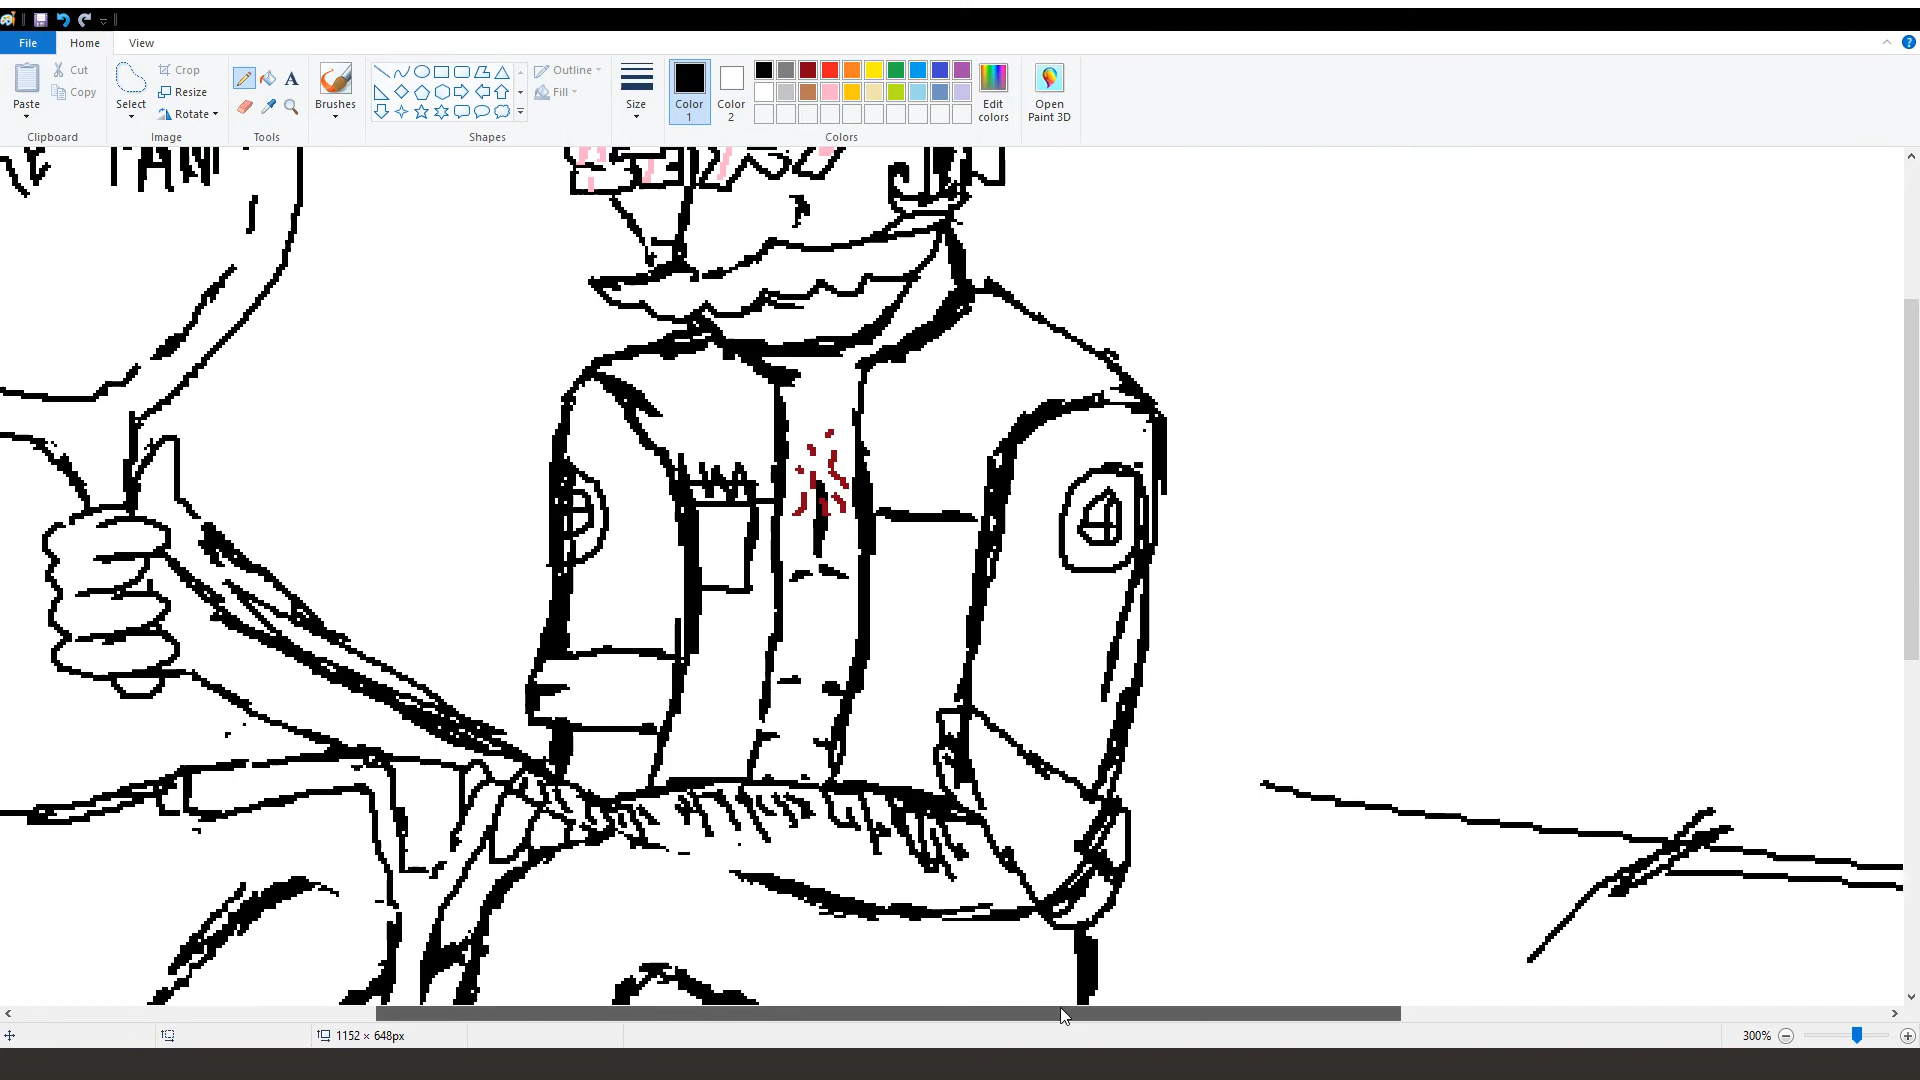 File Home View
Paste
Cut
Copy
Clipboard
Select
Crop
Resize
Rotate
Image
A
Tools
Brushes
Shapes
Outline
Fill
Size
Color
1
Color
2
Colors
Edit
colors
Open
Paint 3D
1152 × 648px
300%